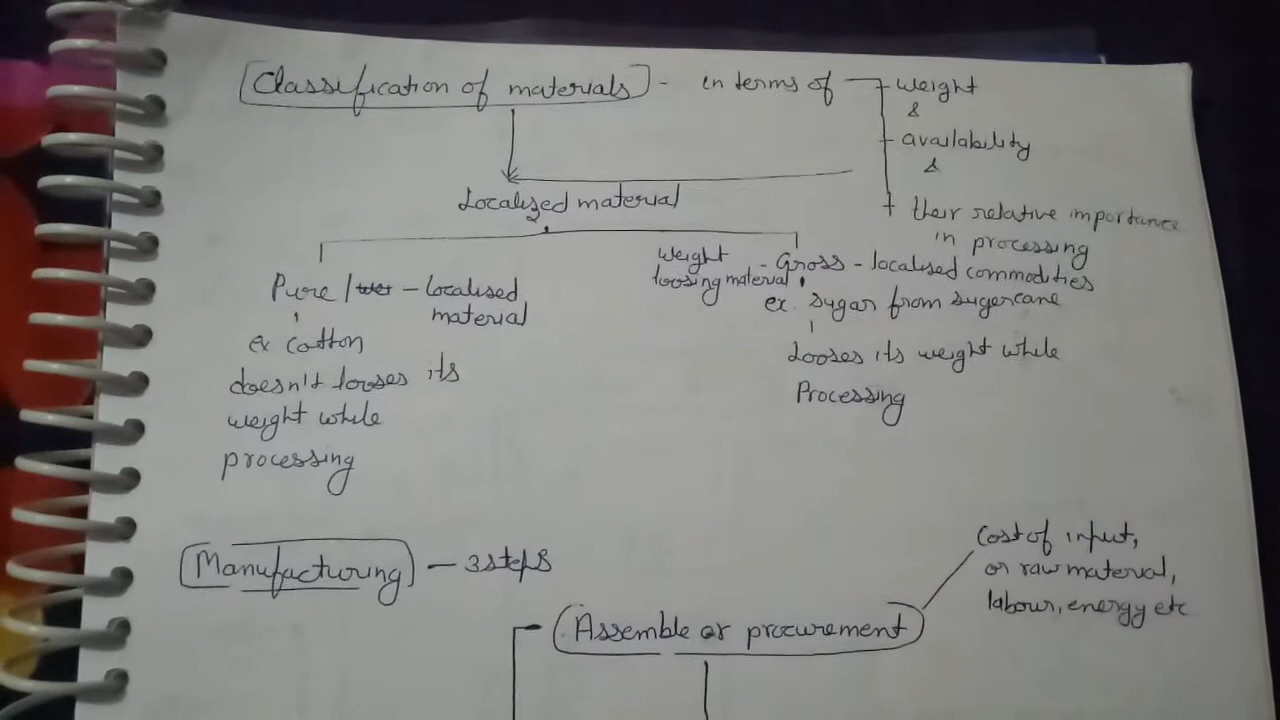 Classification of materials - in terms of - weight
&
- availability
&
their relative importance
in processing
Localised material
Pure / - localised
material
ex cotton
doesn't looses its
weight while
processing
weight
loosing material
- Gross - localised commodities
ex. sugar from sugercane
Looses its weight while
Processing
Manufacturing - 3 steps
Assemble or procurement
Cost of input,
or raw material,
labour, energy etc